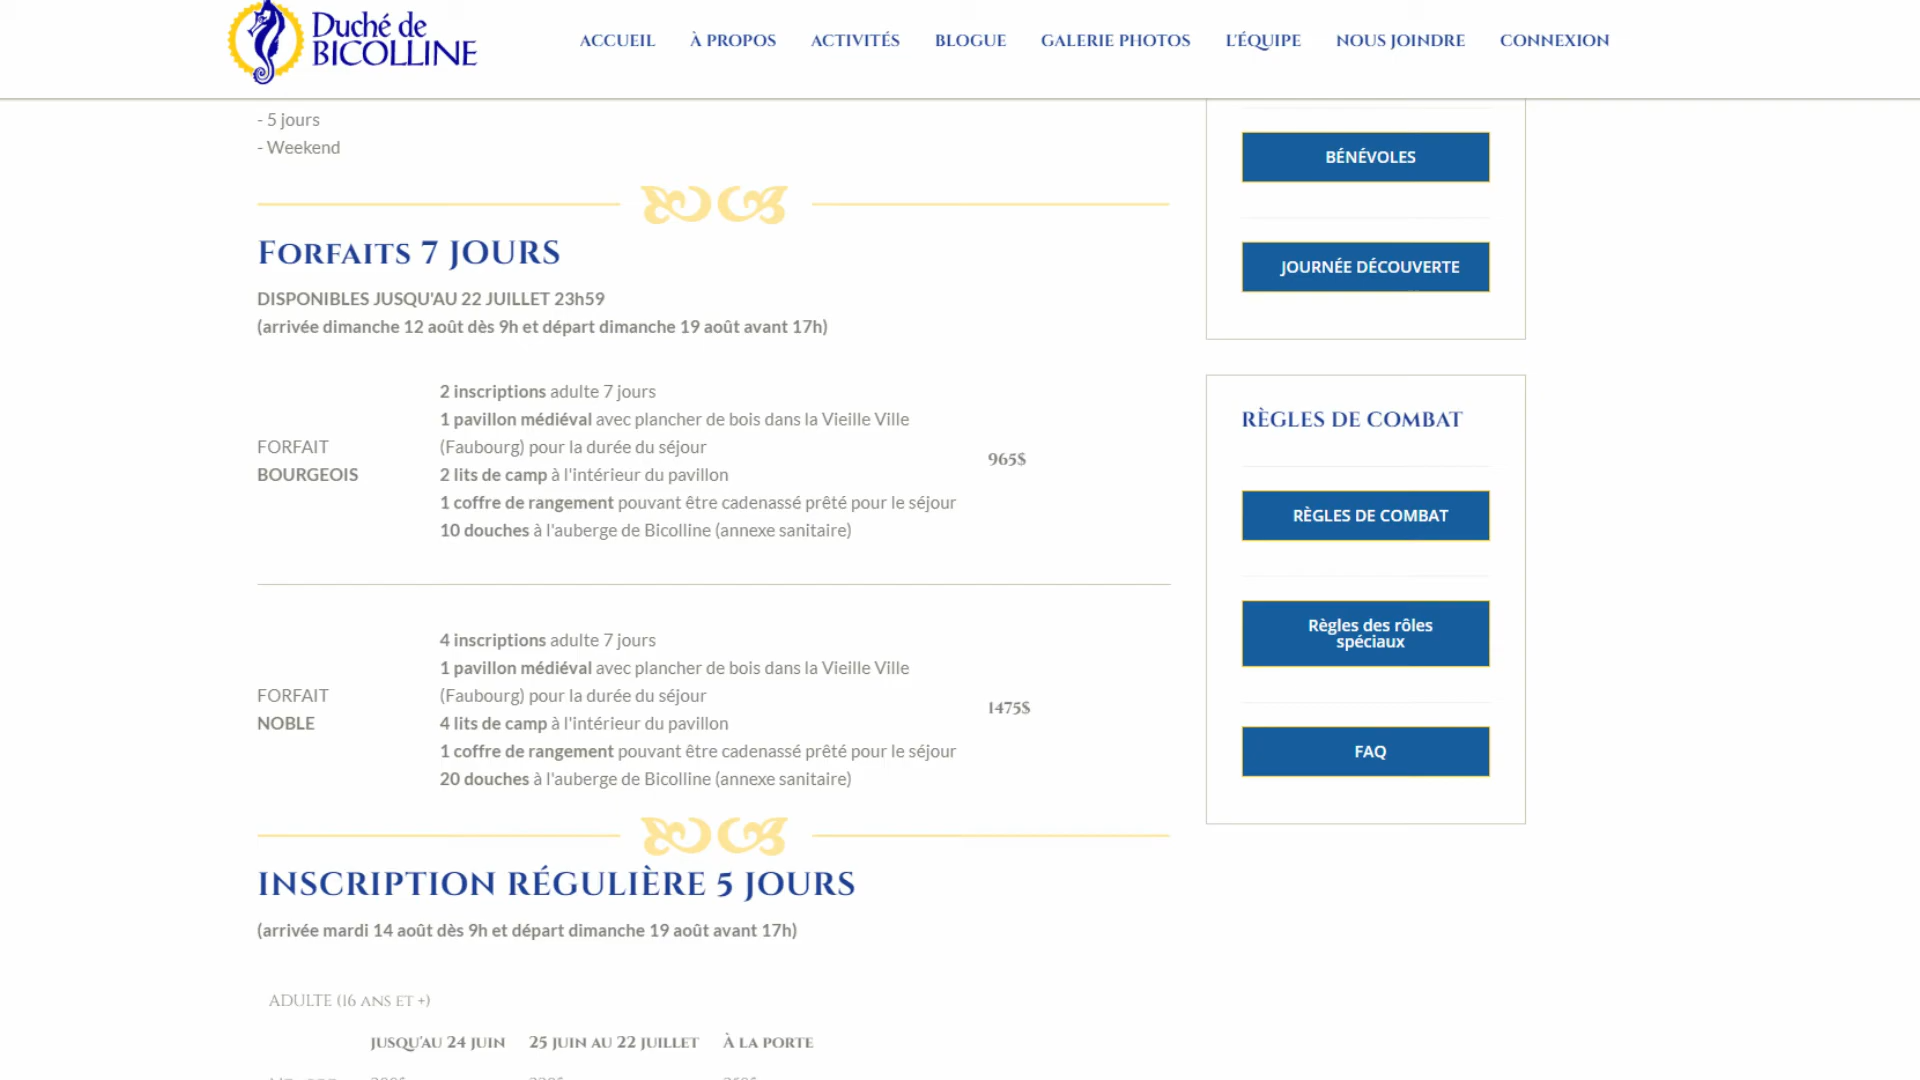 Duché de
BICOLLINE
ACCUEIL
À PROPOS
ACTIVITÉS
BLOGUE
GALERIE PHOTOS
L'ÉQUIPE
NOUS JOINDRE
CONNEXION
- 5 jours
- Weekend
FORFAITS 7 JOURS
DISPONIBLES JUSQU'AU 22 JUILLET 23h59
(arrivée dimanche 12 août dès 9h et départ dimanche 19 août avant 17h)
FORFAIT
BOURGEOIS
2 inscriptions adulte 7 jours
1 pavillon médiéval avec plancher de bois dans la Vieille Ville
(Faubourg) pour la durée du séjour
2 lits de camp à l'intérieur du pavillon
1 coffre de rangement pouvant être cadenassé prêté pour le séjour
10 douches à l'auberge de Bicolline (annexe sanitaire)
965$
FORFAIT
NOBLE
4 inscriptions adulte 7 jours
1 pavillon médiéval avec plancher de bois dans la Vieille Ville
(Faubourg) pour la durée du séjour
4 lits de camp à l'intérieur du pavillon
1 coffre de rangement pouvant être cadenassé prêté pour le séjour
20 douches à l'auberge de Bicolline (annexe sanitaire)
1475$
INSCRIPTION RÉGULIÈRE 5 JOURS
(arrivée mardi 14 août dès 9h et départ dimanche 19 août avant 17h)
ADULTE (16 ANS ET +)
JUSQU'AU 24 JUIN
25 JUIN AU 22 JUILLET
À LA PORTE
BÉNÉVOLES
JOURNÉE DÉCOUVERTE
RÈGLES DE COMBAT
RÈGLES DE COMBAT
Règles des rôles
spéciaux
FAQ